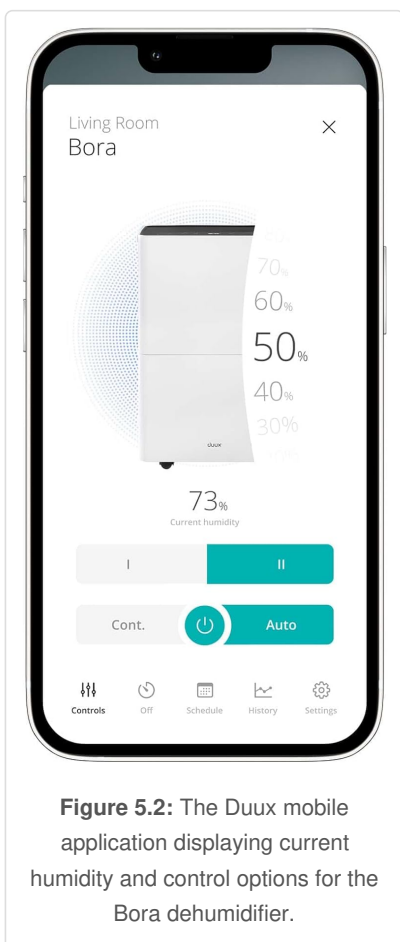 Living Room
Bora
70%
60%
50%
40%
30%
duux
73%
Current humidity
I II
Cont. Auto
Controls Off Schedule History Settings
Figure 5.2: The Duux mobile
application displaying current
humidity and control options for the
Bora dehumidifier.